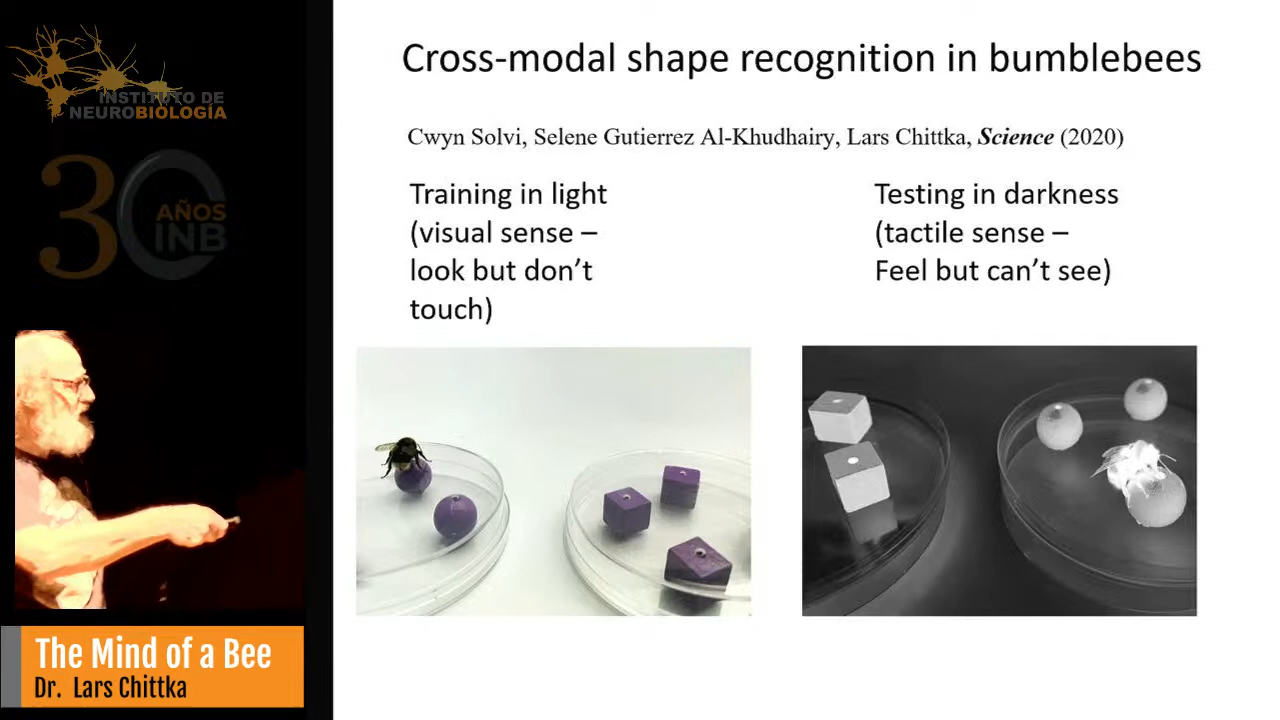 INSTITUTO DE
NEUROBIOLOGÍA
30
AÑOS
INB
The Mind of a Bee
Dr. Lars Chittka
Cross-modal shape recognition in bumblebees
Cwyn Solvi, Selene Gutierrez Al-Khudhairy, Lars Chittka, Science (2020)
Training in light
(visual sense –
look but don’t
touch)
Testing in darkness
(tactile sense –
Feel but can’t see)